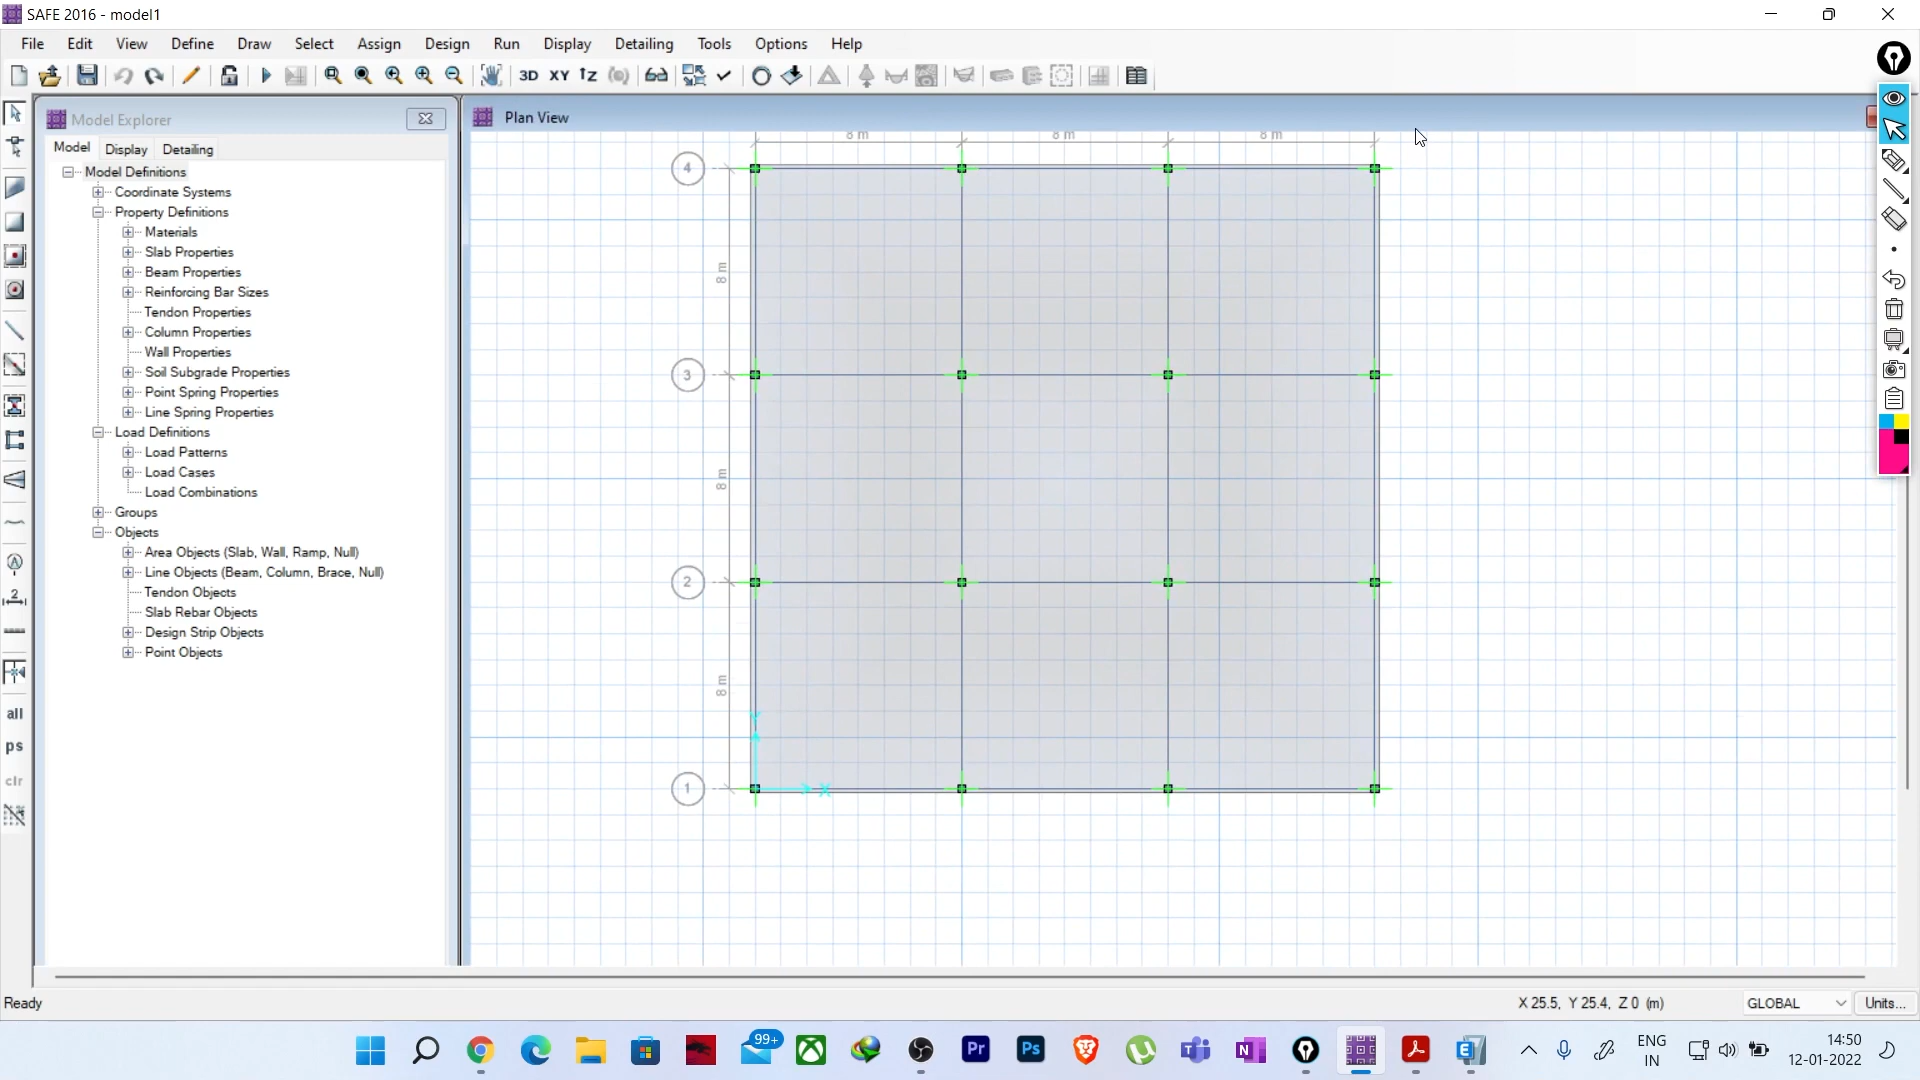 SAFE 2016 - model1
File Edit View Define Draw Select Assign Design Run Display Detailing Tools Options Help
3D XY
Model Explorer
Plan View
Model Display Detailing
8 m 8 m 8 m
Model Definitions
Coordinate Systems
Property Definitions
Materials
Slab Properties
Beam Properties
Reinforcing Bar Sizes
Tendon Properties
Column Properties
Wall Properties
Soil Subgrade Properties
Point Spring Properties
Line Spring Properties
Load Definitions
Load Patterns
Load Cases
Load Combinations
Groups
Objects
Area Objects (Slab, Wall, Ramp, Null)
Line Objects (Beam, Column, Brace, Null)
Tendon Objects
Slab Rebar Objects
Design Strip Objects
Point Objects
4
8 m
3
8 m
2
8 m
Y
1
X
all
ps
clr
Ready
X 25.5, Y 25.4, Z 0 (m)
GLOBAL
Units...
99+
Pr
Ps
ENG
IN
14:50
12-01-2022